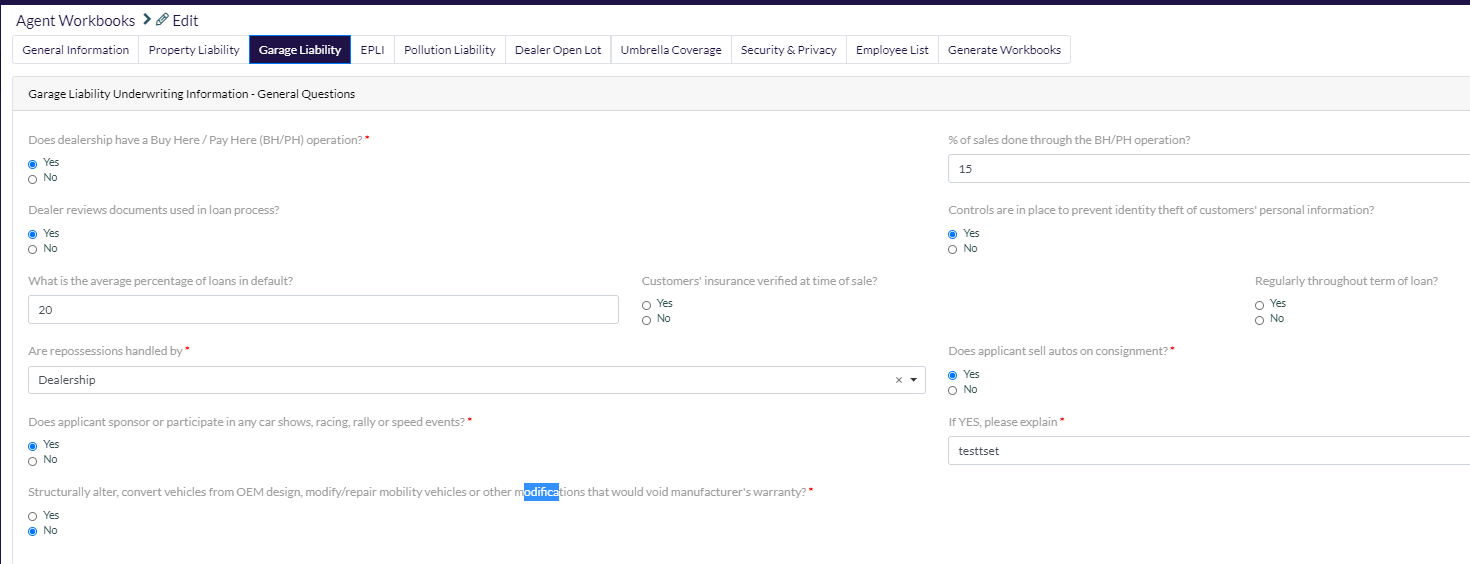 Agent Workbooks > Edit
General Information Property Liability Garage Liability EPLI Pollution Liability Dealer Open Lot Umbrella Coverage Security & Privacy Employee List Generate Workbooks
Garage Liability Underwriting Information - General Questions
Does dealership have a Buy Here / Pay Here (BH/PH) operation? * % of sales done through the BH/PH operation?
Yes
15
No
Dealer reviews documents used in loan process? Controls are in place to prevent identity theft of customers' personal information?
Yes Yes
No No
What is the average percentage of loans in default? Customers' insurance verified at time of sale? Regularly throughout term of loan?
20 Yes Yes
No No
Are repossessions handled by * Does applicant sell autos on consignment? *
Dealership × Yes
No
Does applicant sponsor or participate in any car shows, racing, rally or speed events? * If YES, please explain *
Yes
testtset
No
Structurally alter, convert vehicles from OEM design, modify/repair mobility vehicles or other modifications that would void manufacturer's warranty? *
Yes
No